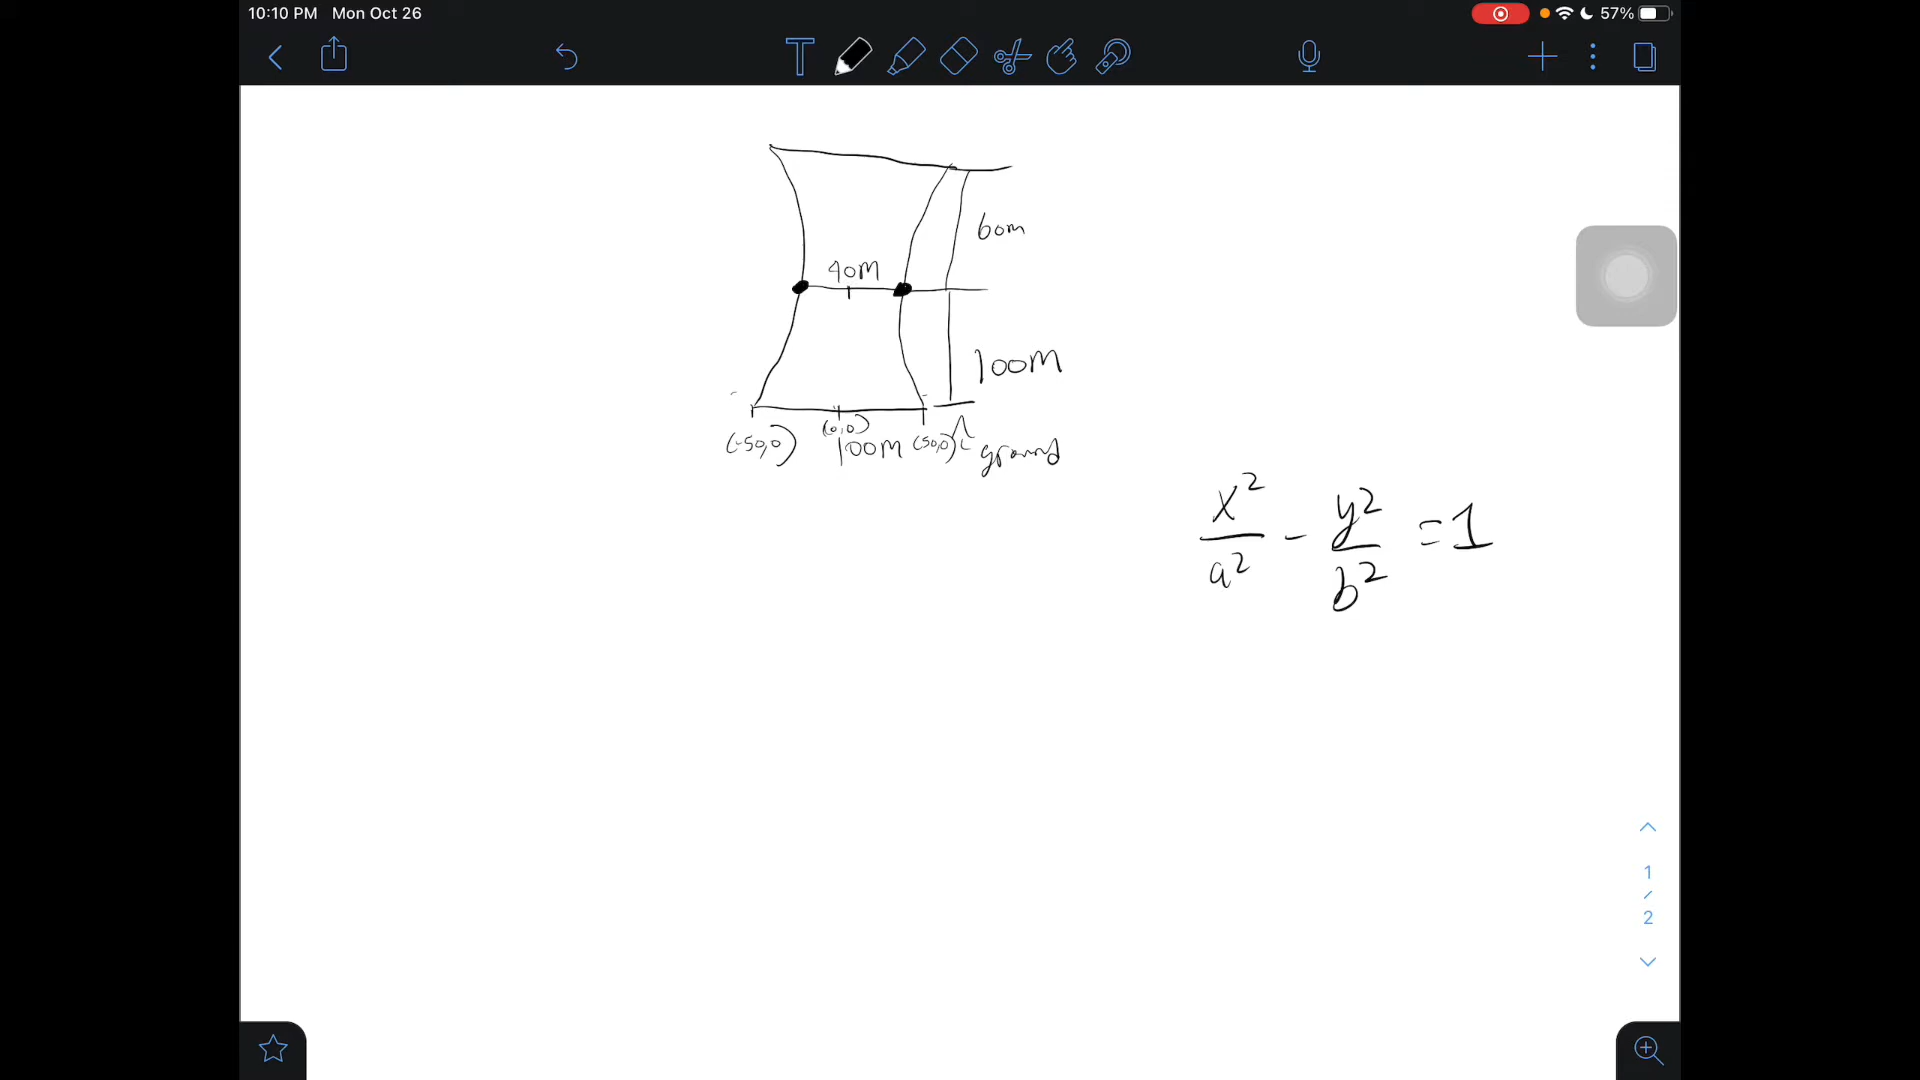 10:10 PM Mon Oct 26
57%
T
60m
40m
100m
(-50,0)
(0,0)
100m
(50,0)
ground
x²/a² - y²/b² = 1
1
/
2